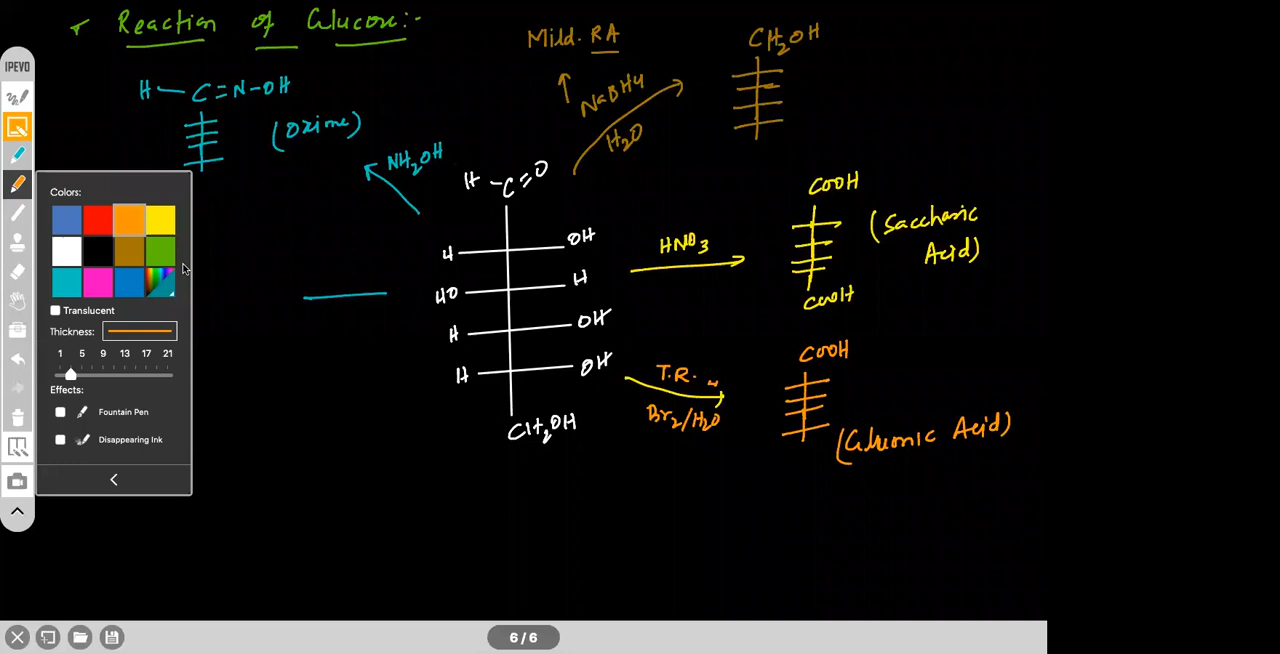 Reaction of Glucose:-
Mild. RA
CH₂OH
IPEVO
H-C=N-OH
NaBH4
(Oxime)
H₂O
NH₂OH
H-C=O
COOH
Colors:
(Saccharic
Acid)
HNO₃
H OH
HO H
COOH
Translucent
H OH
Thickness:
1 5 9 13 17 21
COOH
H OH
T.R.
Effects:
Br₂/H₂O
Fountain Pen
CH₂OH
(Gluconic Acid)
Disappearing Ink
6/6